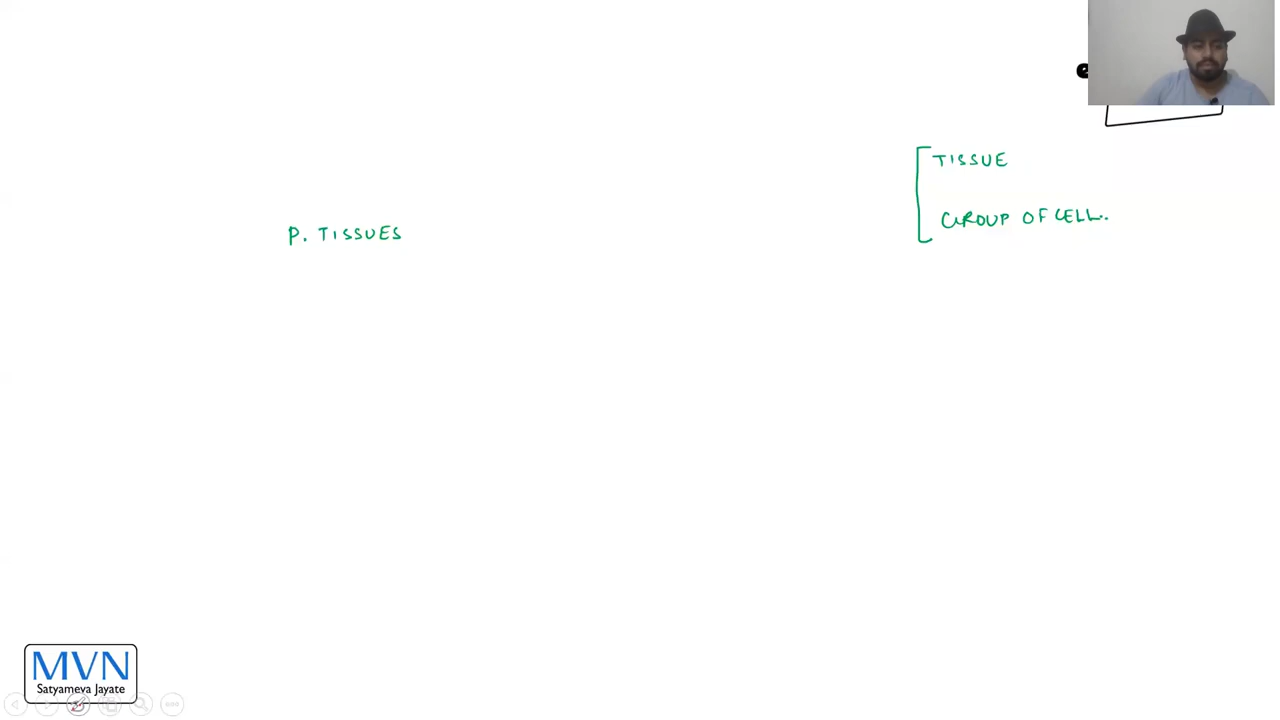 TISSUE
GROUP OF CELL.
P. TISSUES
MVN
Satyameva Jayate